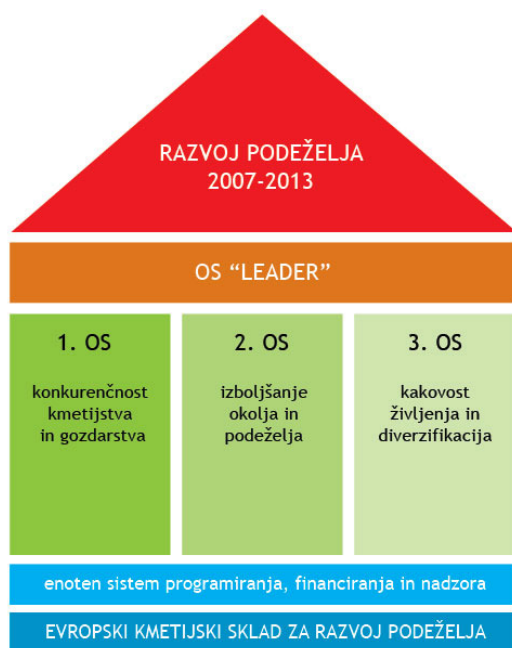 RAZVOJ PODEŽELJA
2007-2013
OS “LEADER”
1. OS
konkurenčnost
kmetijstva
in gozdarstva
2. OS
izboljšanje
okolja in
podeželja
3. OS
kakovost
življenja in
diverzifikacija
enoten sistem programiranja, financiranja in nadzora
EVROPSKI KMETIJSKI SKLAD ZA RAZVOJ PODEŽELJA